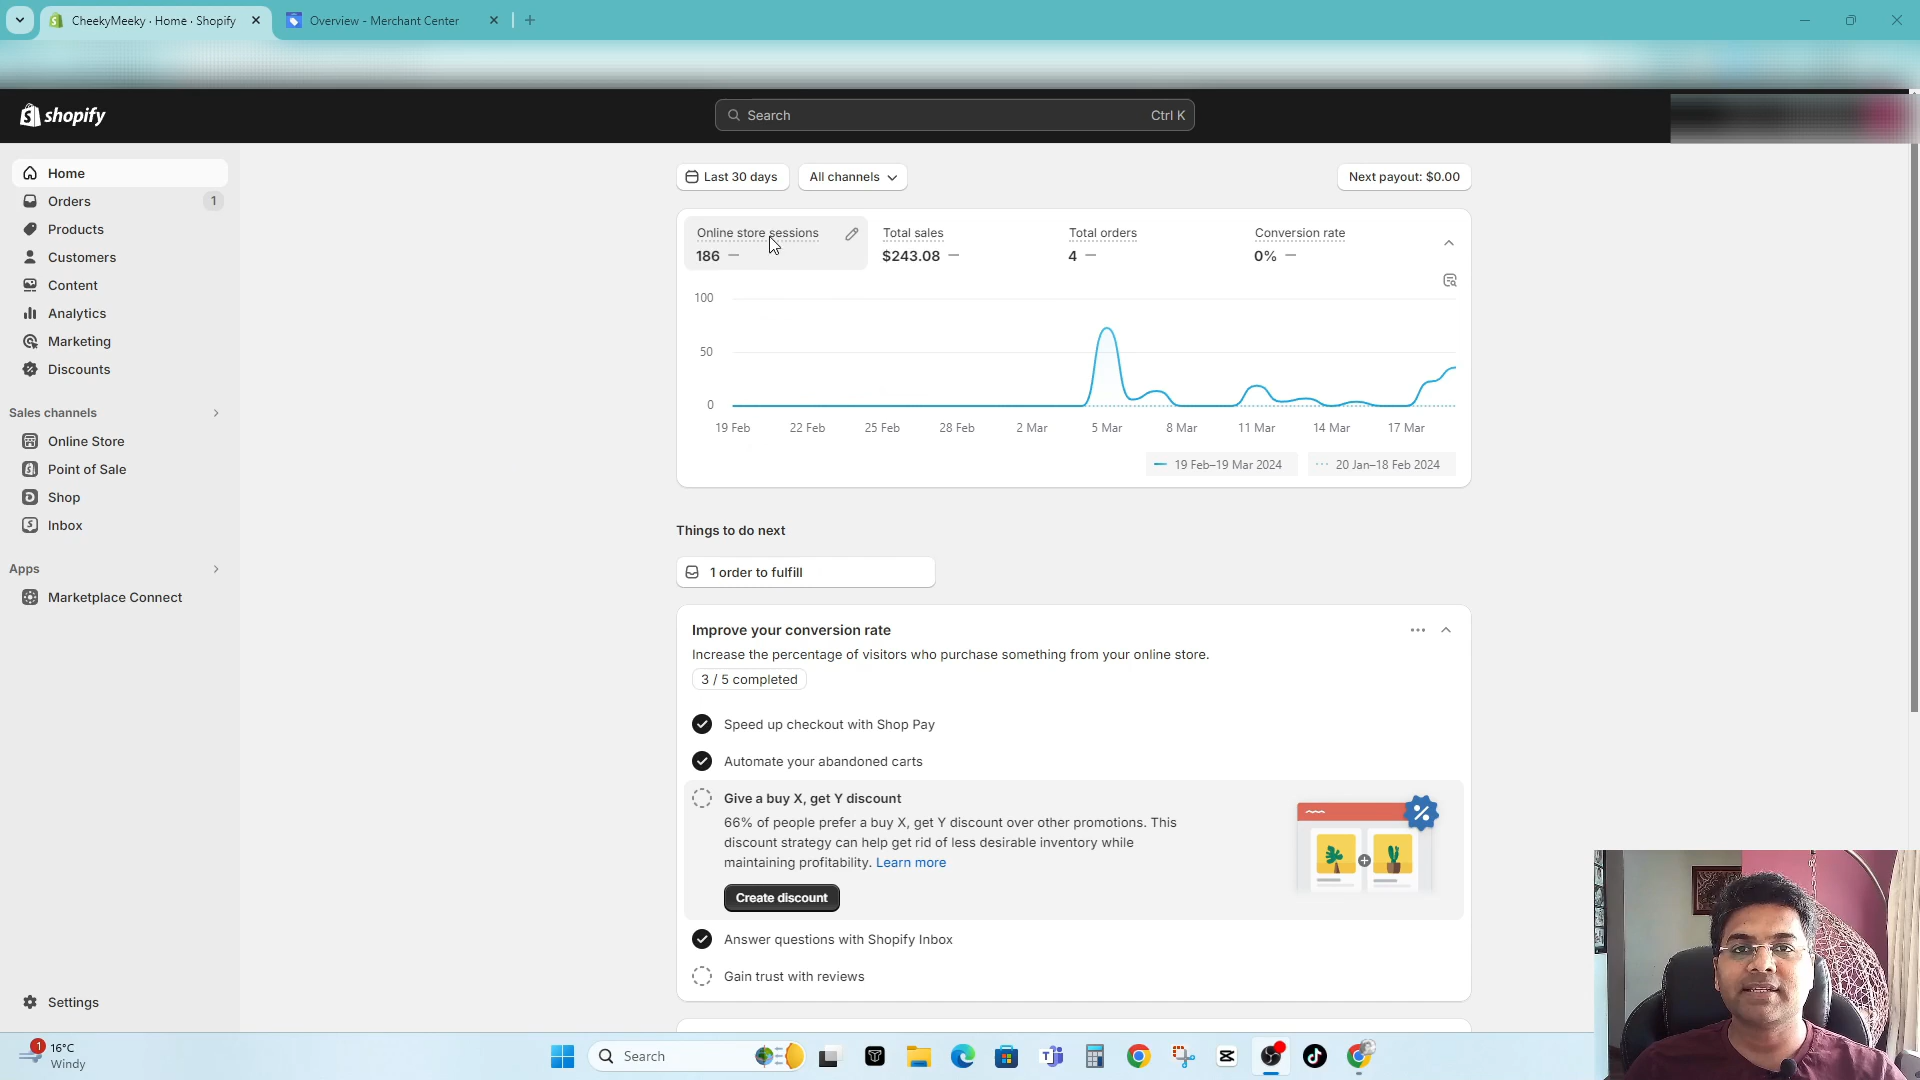 CheekyMeeky · Home · Shopify
Overview - Merchant Center
shopify
Search
Ctrl K
Home
Orders
1
Products
Customers
Content
Analytics
Marketing
Discounts
Sales channels
Online Store
Point of Sale
Shop
Inbox
Apps
Marketplace Connect
Settings
Last 30 days
All channels
Next payout: $0.00
Online store sessions
186 —
Total sales
$243.08 —
Total orders
4 —
Conversion rate
0% —
100
50
0
19 Feb
22 Feb
25 Feb
28 Feb
2 Mar
5 Mar
8 Mar
11 Mar
14 Mar
17 Mar
19 Feb–19 Mar 2024
20 Jan–18 Feb 2024
Things to do next
1 order to fulfill
Improve your conversion rate
Increase the percentage of visitors who purchase something from your online store.
3 / 5 completed
Speed up checkout with Shop Pay
Automate your abandoned carts
Give a buy X, get Y discount
66% of people prefer a buy X, get Y discount over other promotions. This
discount strategy can help get rid of less desirable inventory while
maintaining profitability. Learn more
Create discount
Answer questions with Shopify Inbox
Gain trust with reviews
1
16°C
Windy
Search